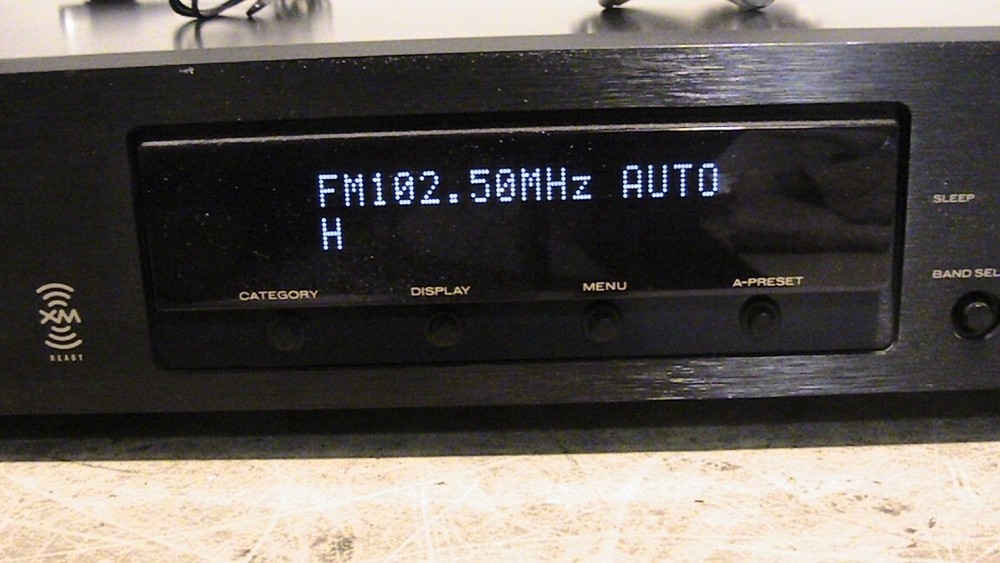 FM102.50MHz AUTO
H
SLEEP
CATEGORY
DISPLAY
MENU
A-PRESET
BAND SEL
XM
READY